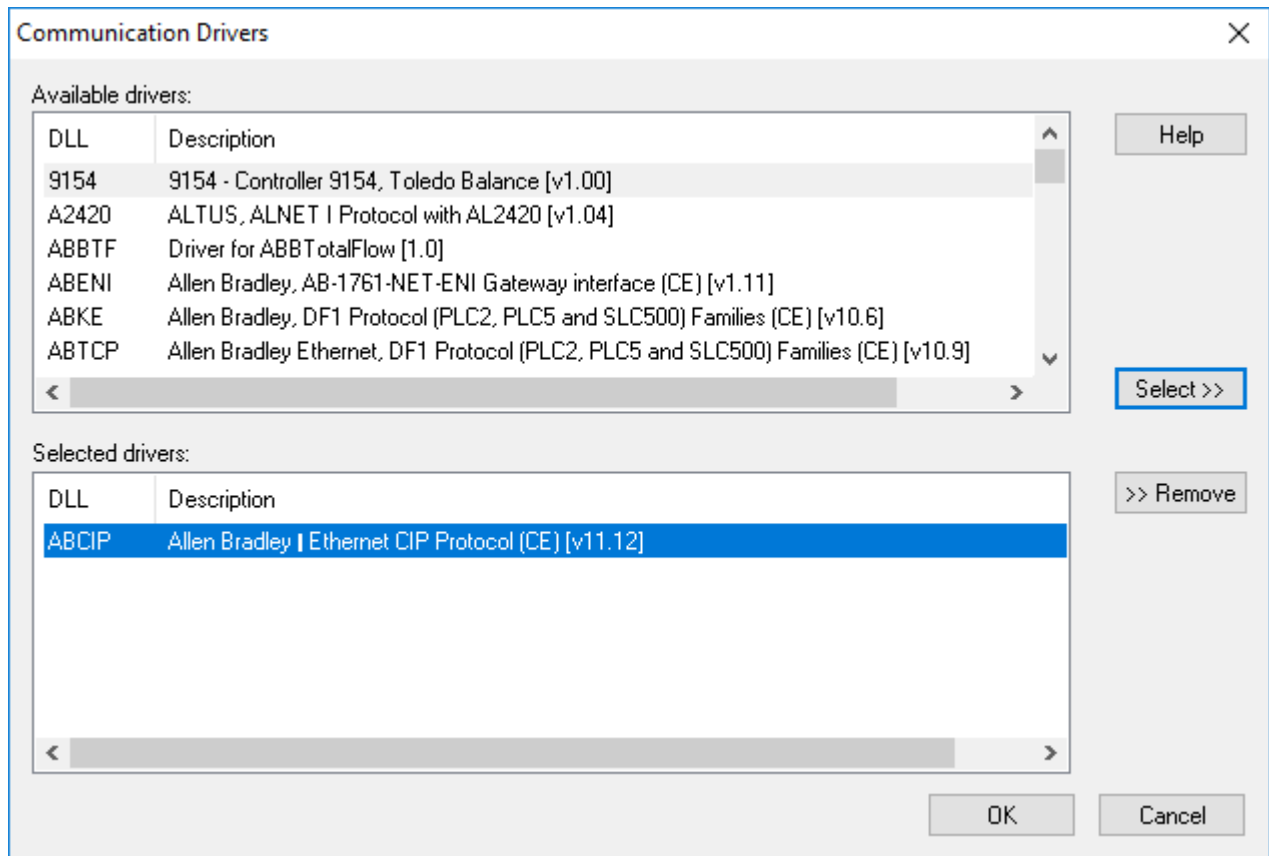 Communication Drivers
Available drivers:
DLL Description
Help
9154 9154 - Controller 9154, Toledo Balance [v1.00]
A2420 ALTUS, ALNET I Protocol with AL2420 [v1.04]
ABBTF Driver for ABBTotalFlow [1.0]
ABENI Allen Bradley, AB-1761-NET-ENI Gateway interface (CE) [v1.11]
ABKE Allen Bradley, DF1 Protocol (PLC2, PLC5 and SLC500) Families (CE) [v10.6]
ABTCP Allen Bradley Ethernet, DF1 Protocol (PLC2, PLC5 and SLC500) Families (CE) [v10.9]
Select >>
Selected drivers:
DLL Description
>> Remove
ABCIP Allen Bradley | Ethernet CIP Protocol (CE) [v11.12]
OK Cancel